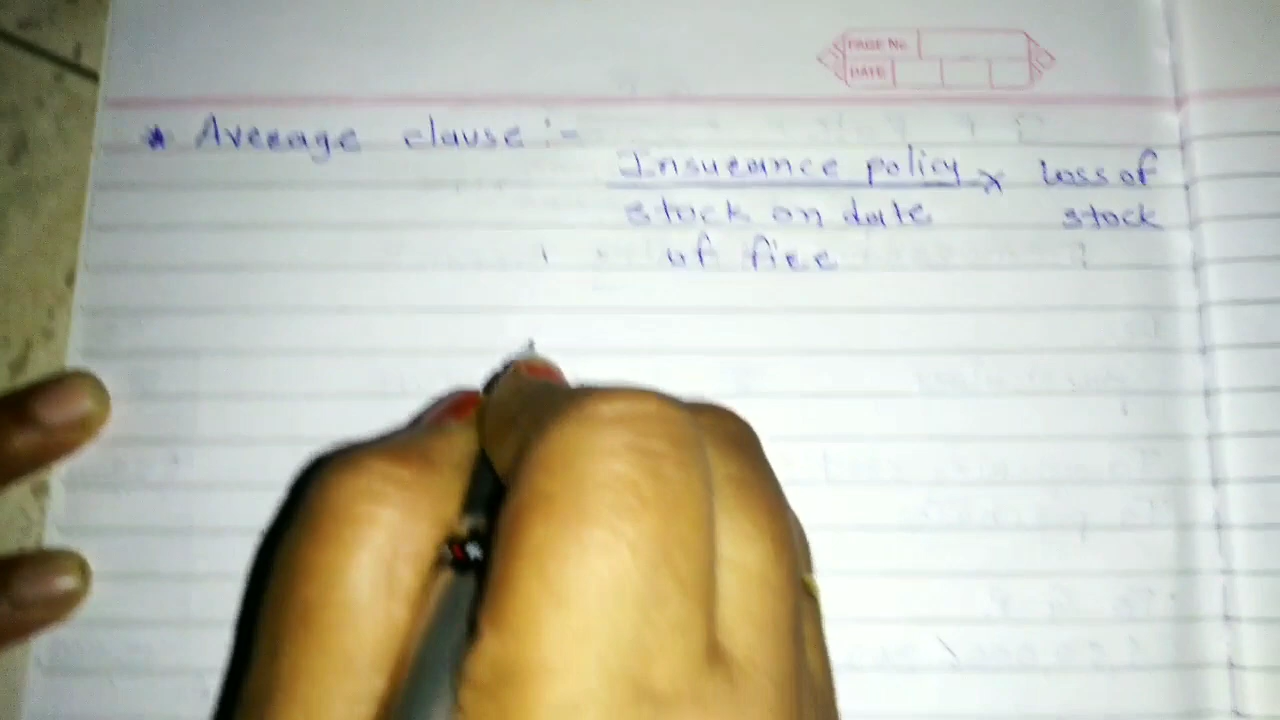 PAGE No.
DATE
* Average clause :-
Insurance policy x Loss of
stock on date stock
of fire